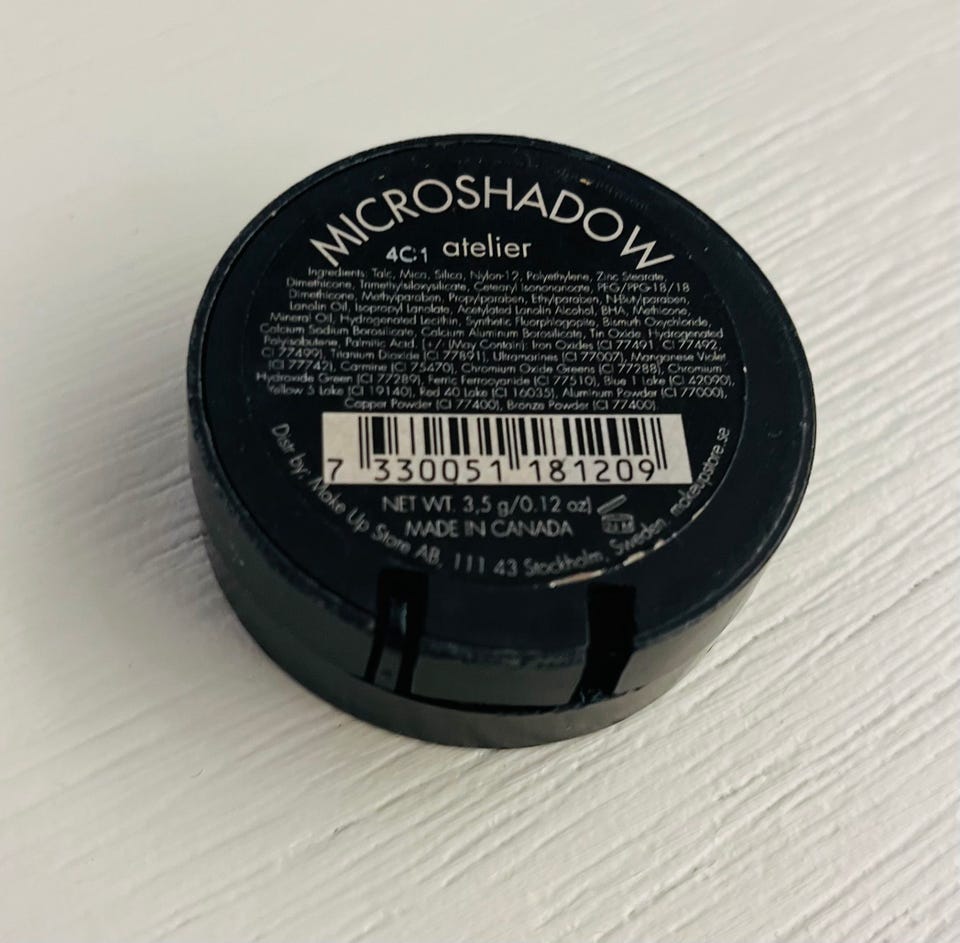 MICROSHADOW
4C:1 atelier
Ingredients: Talc, Mica, Silica, Nylon-12, Polyethylene, Zinc Stearate,
Dimethicone, Trimethylsiloxysilicate, Cetearyl Isononanoate, PEG/PPG-18/18
Dimethicone, Methylparaben, Propylparaben, Ethylparaben, N-Butylparaben,
Lanolin Oil, Isopropyl Lanolate, Acetylated Lanolin Alcohol, BHA, Methicone,
Mineral Oil, Hydrogenated Lecithin, Synthetic Fluorphlogopite, Bismuth Oxychloride,
Calcium Sodium Borosilicate, Calcium Aluminum Borosilicate, Tin Oxide, Hydrogenated
Polyisobutene, Palmitic Acid. [+/- (May Contain): Iron Oxides (CI 77491, CI 77492,
CI 77499), Titanium Dioxide (CI 77891), Ultramarines (CI 77007), Manganese Violet
(CI 77742), Carmine (CI 75470), Chromium Oxide Greens (CI 77288), Chromium
Hydroxide Green (CI 77289), Ferric Ferrocyanide (CI 77510), Blue 1 Lake (CI 42090),
Yellow 5 Lake (CI 19140), Red 40 Lake (CI 16035), Aluminum Powder (CI 77000),
Copper Powder (CI 77400), Bronze Powder (CI 77400)
7 330051 181209
NET WT. 3,5 g/0.12 oz]
MADE IN CANADA
Distr by: Make Up Store AB, 111 43 Stockholm, Sweden, makeupstore.se